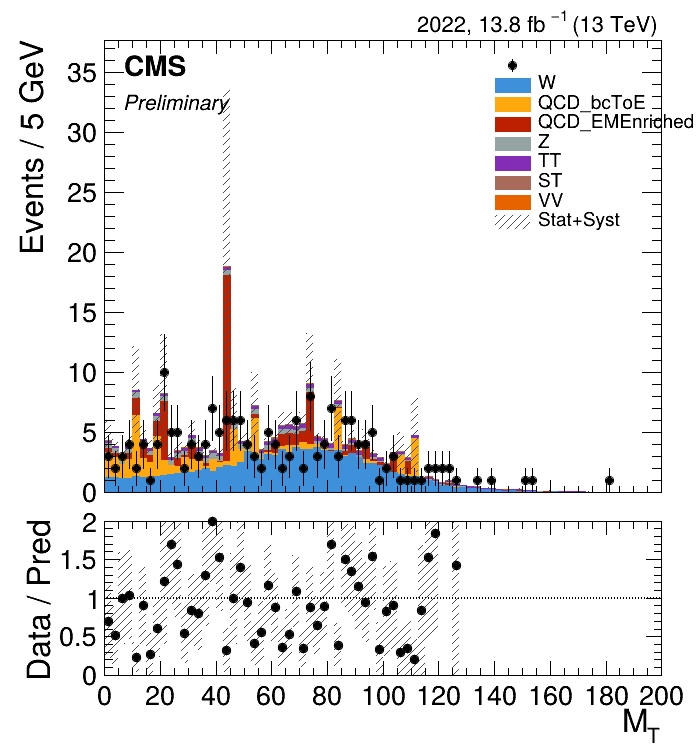 2022, 13.8 fb⁻¹ (13 TeV)
Events / 5 GeV
CMS
Preliminary
W
QCD_bcToE
QCD_EMEnriched
Z
TT
ST
VV
Stat+Syst
35
30
25
20
15
10
5
0
Data / Pred
2
1.5
1
0.5
0
0 20 40 60 80 100 120 140 160 180 200
M_T